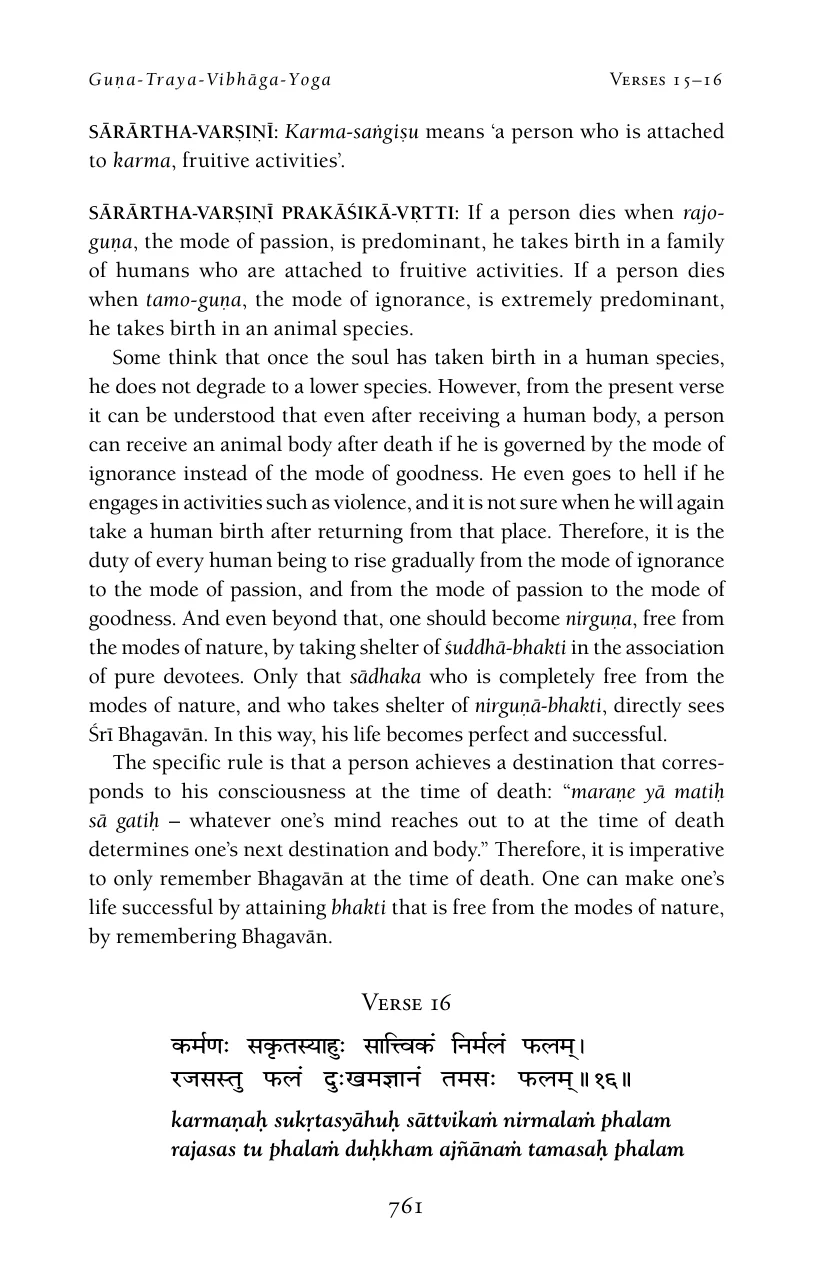 Guṇa-Traya-Vibhāga-Yoga Verses 15–16
SĀRĀRTHA-VARṢIṆĪ: Karma-saṅgiṣu means ‘a person who is attached
to karma, fruitive activities’.
SĀRĀRTHA-VARṢIṆĪ PRAKĀŚIKĀ-VṚTTI: If a person dies when rajo-
guṇa, the mode of passion, is predominant, he takes birth in a family
of humans who are attached to fruitive activities. If a person dies
when tamo-guṇa, the mode of ignorance, is extremely predominant,
he takes birth in an animal species.
Some think that once the soul has taken birth in a human species,
he does not degrade to a lower species. However, from the present verse
it can be understood that even after receiving a human body, a person
can receive an animal body after death if he is governed by the mode of
ignorance instead of the mode of goodness. He even goes to hell if he
engages in activities such as violence, and it is not sure when he will again
take a human birth after returning from that place. Therefore, it is the
duty of every human being to rise gradually from the mode of ignorance
to the mode of passion, and from the mode of passion to the mode of
goodness. And even beyond that, one should become nirguṇa, free from
the modes of nature, by taking shelter of śuddhā-bhakti in the association
of pure devotees. Only that sādhaka who is completely free from the
modes of nature, and who takes shelter of nirguṇā-bhakti, directly sees
Śrī Bhagavān. In this way, his life becomes perfect and successful.
The specific rule is that a person achieves a destination that corres-
ponds to his consciousness at the time of death: “maraṇe yā matiḥ
sā gatiḥ – whatever one’s mind reaches out to at the time of death
determines one’s next destination and body.” Therefore, it is imperative
to only remember Bhagavān at the time of death. One can make one’s
life successful by attaining bhakti that is free from the modes of nature,
by remembering Bhagavān.
Verse 16
कर्मणः सकृतस्याहुः सात्त्विकं निर्मलं फलम्।
रजसस्तु फलं दुःखमज्ञानं तमसः फलम्॥१६॥
karmaṇaḥ sukṛtasyāhuḥ sāttvikaṁ nirmalaṁ phalam
rajasas tu phalaṁ duḥkham ajñānaṁ tamasaḥ phalam
761